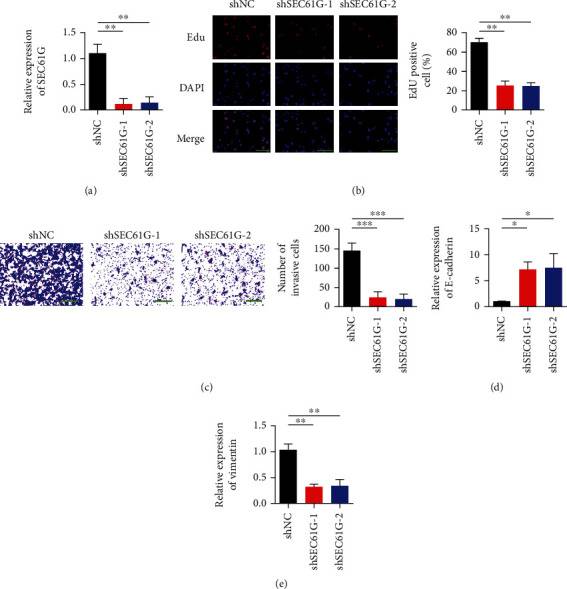 Relative expression
of SEC61G
1.5
1.0
0.5
0.0
**
**
shNC
shSEC61G-1
shSEC61G-2
(a)
shNC shSEC61G-1 shSEC61G-2
Edu
DAPI
Merge
EdU positive
cell (%)
80
60
40
20
0
**
**
shNC
shSEC61G-1
shSEC61G-2
(b)
shNC shSEC61G-1 shSEC61G-2
Number of
invasive cells
200
150
100
50
0
***
***
shNC
shSEC61G-1
shSEC61G-2
(c)
Relative expression
of E-cadherin
15
10
5
0
*
*
shNC
shSEC61G-1
shSEC61G-2
(d)
Relative expression
of vimentin
1.5
1.0
0.5
0.0
**
**
shNC
shSEC61G-1
shSEC61G-2
(e)